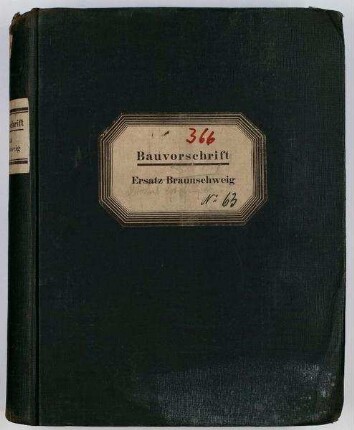 366
Bauvorschrift
Ersatz Braunschweig
No 63